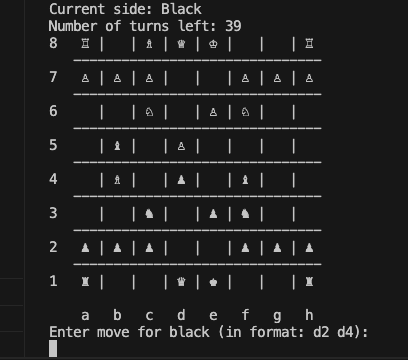 Current side: Black
Number of turns left: 39
8 ♖ | | ♗ | ♕ | ♔ | | | ♖
7 ♙ | ♙ | ♙ | | | ♙ | ♙ | ♙
6 | | ♘ | | ♙ | ♘ | |
5 | ♝ | | ♙ | | | |
4 | ♗ | | ♟ | | ♝ | |
3 | | ♞ | | ♟ | ♞ | |
2 ♟ | ♟ | ♟ | | | ♟ | ♟ | ♟
1 ♜ | | | ♛ | ♚ | | | ♜
a b c d e f g h
Enter move for black (in format: d2 d4):